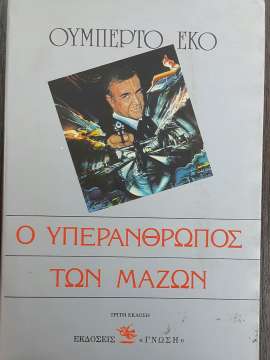 ΟΥΜΠΕΡΤΟ ΕΚΟ
Ο ΥΠΕΡΑΝΘΡΩΠΟΣ
ΤΩΝ ΜΑΖΩΝ
ΤΡΙΤΗ ΕΚΔΟΣΗ
ΕΚΔΟΣΕΙΣ «ΓΝΩΣΗ»